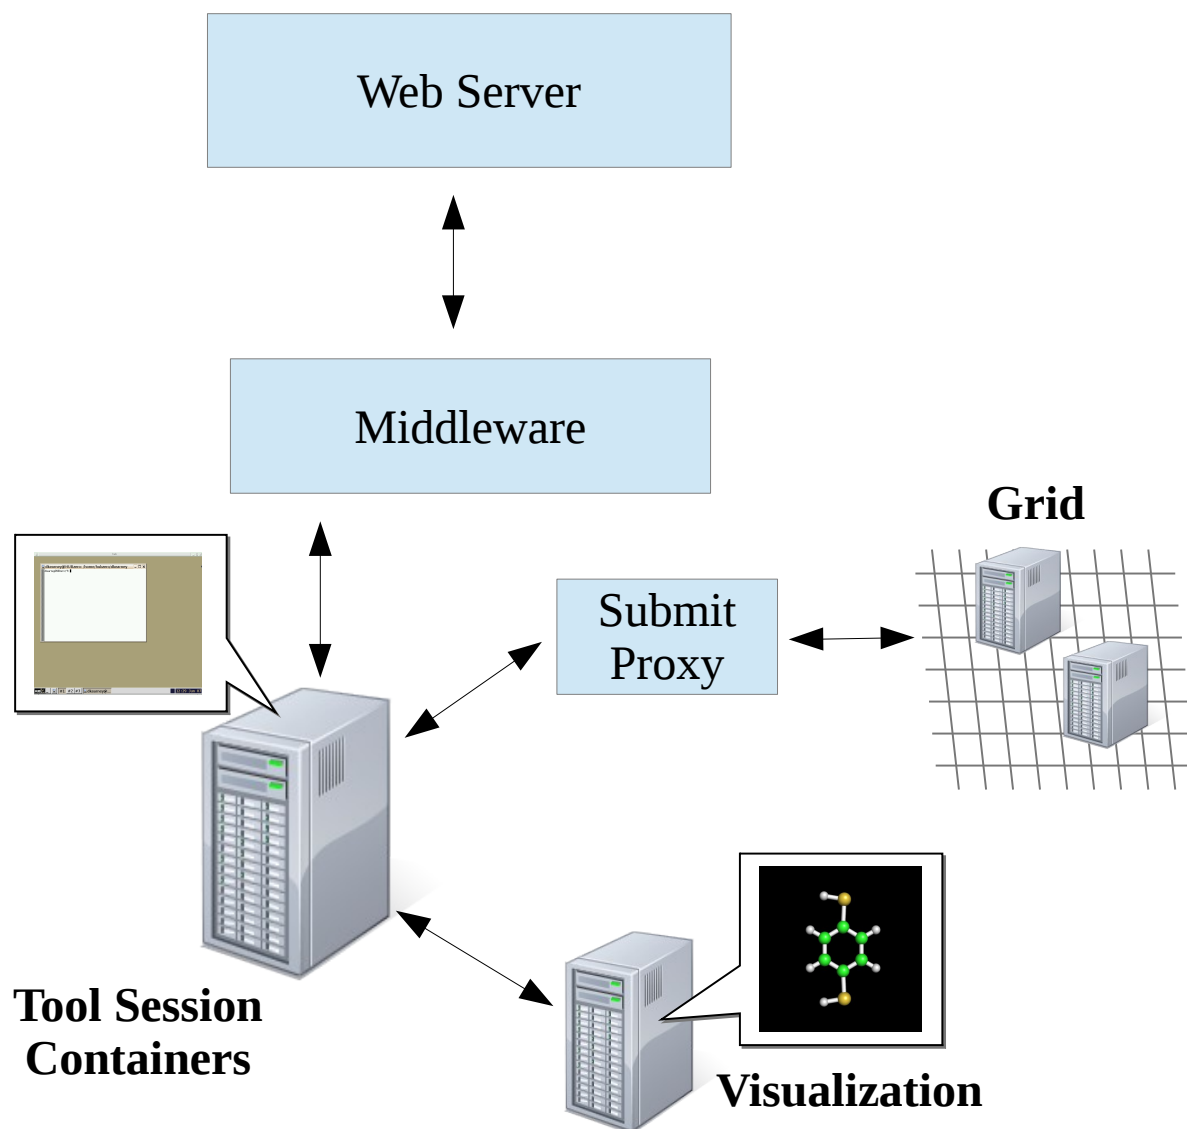 Web Server
Middleware
Grid
Submit
Proxy
Tool Session
Containers
Visualization